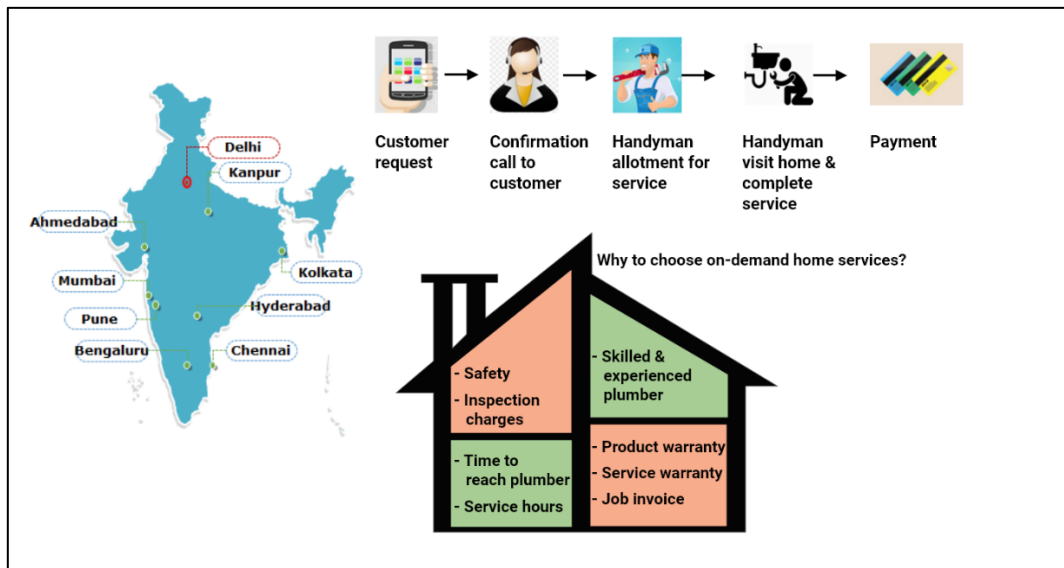 Customer
request
Confirmation
call to
customer
Handyman
allotment for
service
Handyman
visit home &
complete
service
Payment
Delhi
Kanpur
Ahmedabad
Kolkata
Mumbai
Hyderabad
Pune
Bengaluru
Chennai
Why to choose on-demand home services?
- Safety
- Inspection
charges
- Skilled &
experienced
plumber
- Time to
reach plumber
- Service hours
- Product warranty
- Service warranty
- Job invoice